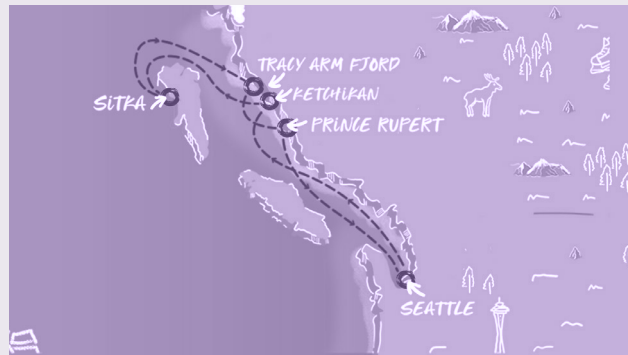 TRACY ARM FJORD
KETCHIKAN
SiTKA
PRINCE RUPERT
SEATTLE